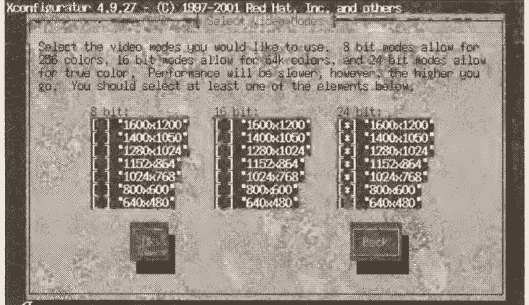 Xconfigurator 4.9.27 - (C) 1997-2001 Red Hat, Inc. and others
Select Video Modes
Select the video modes you would like to use.  8 bit modes allow for
256 colors, 16 bit modes allow for 64k colors, and 24 bit modes allow
for true color.  Performance will be slower, however, the higher you
go.  You should select at least one of the elements below.
8 bit: 16 bit: 24 bit:
[ ] "1600x1200" [ ] "1600x1200" [*] "1600x1200"
[ ] "1400x1050" [ ] "1400x1050" [*] "1400x1050"
[ ] "1280x1024" [ ] "1280x1024" [*] "1280x1024"
[ ] "1152x864" [ ] "1152x864" [*] "1152x864"
[ ] "1024x768" [ ] "1024x768" [*] "1024x768"
[ ] "800x600" [ ] "800x600" [*] "800x600"
[ ] "640x480" [ ] "640x480" [ ] "640x480"
Back